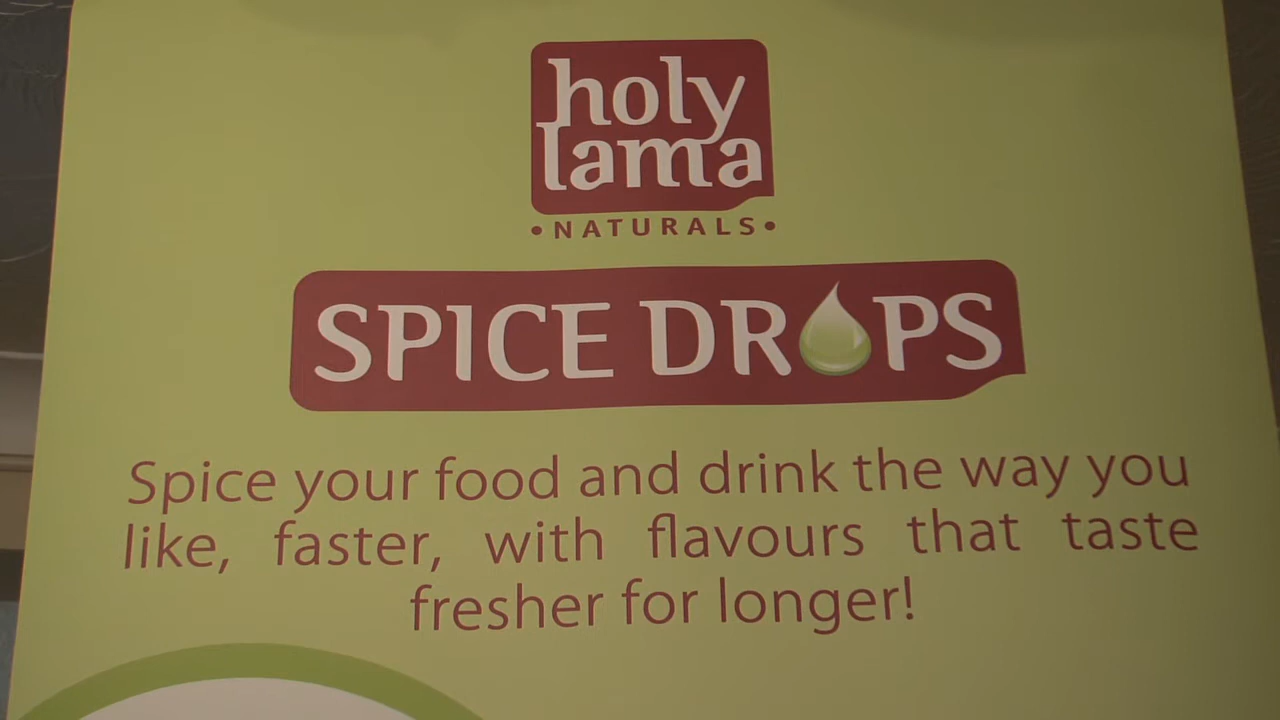 holy
lama
•NATURALS•
SPICE DROPS
Spice your food and drink the way you
like, faster, with flavours that taste
fresher for longer!